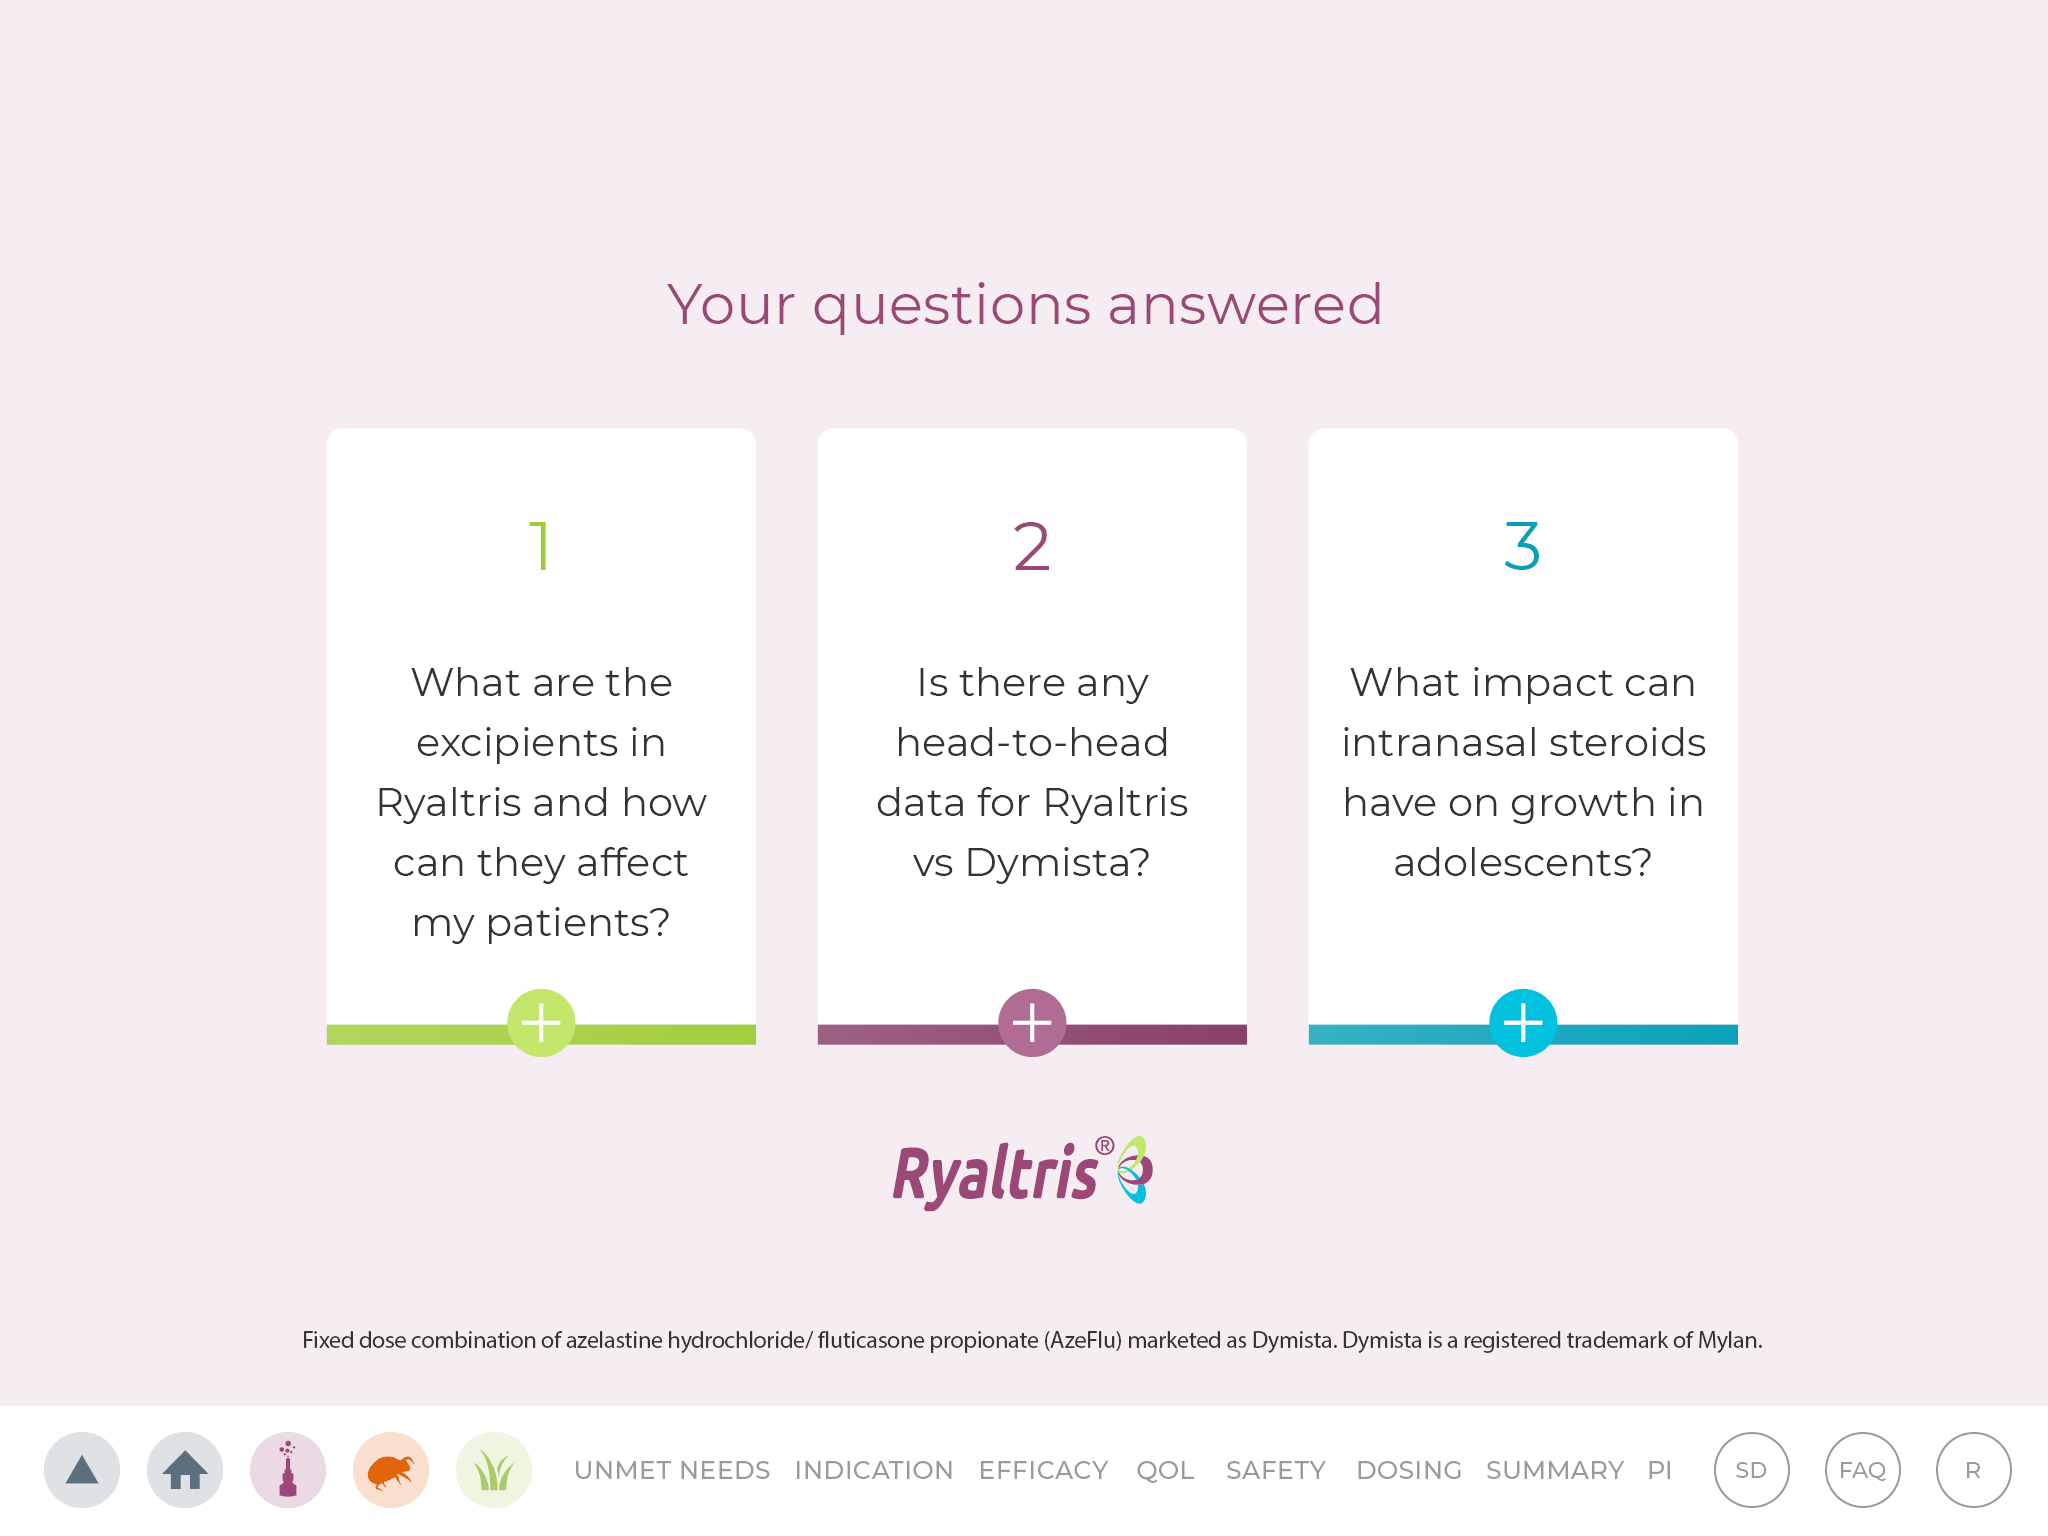 Your questions answered
1
What are the
excipients in
Ryaltris and how
can they affect
my patients?
2
Is there any
head-to-head
data for Ryaltris
vs Dymista?
3
What impact can
intranasal steroids
have on growth in
adolescents?
Ryaltris®
Fixed dose combination of azelastine hydrochloride/ fluticasone propionate (AzeFlu) marketed as Dymista. Dymista is a registered trademark of Mylan.
UNMET NEEDS INDICATION EFFICACY QOL SAFETY DOSING SUMMARY PI SD FAQ R